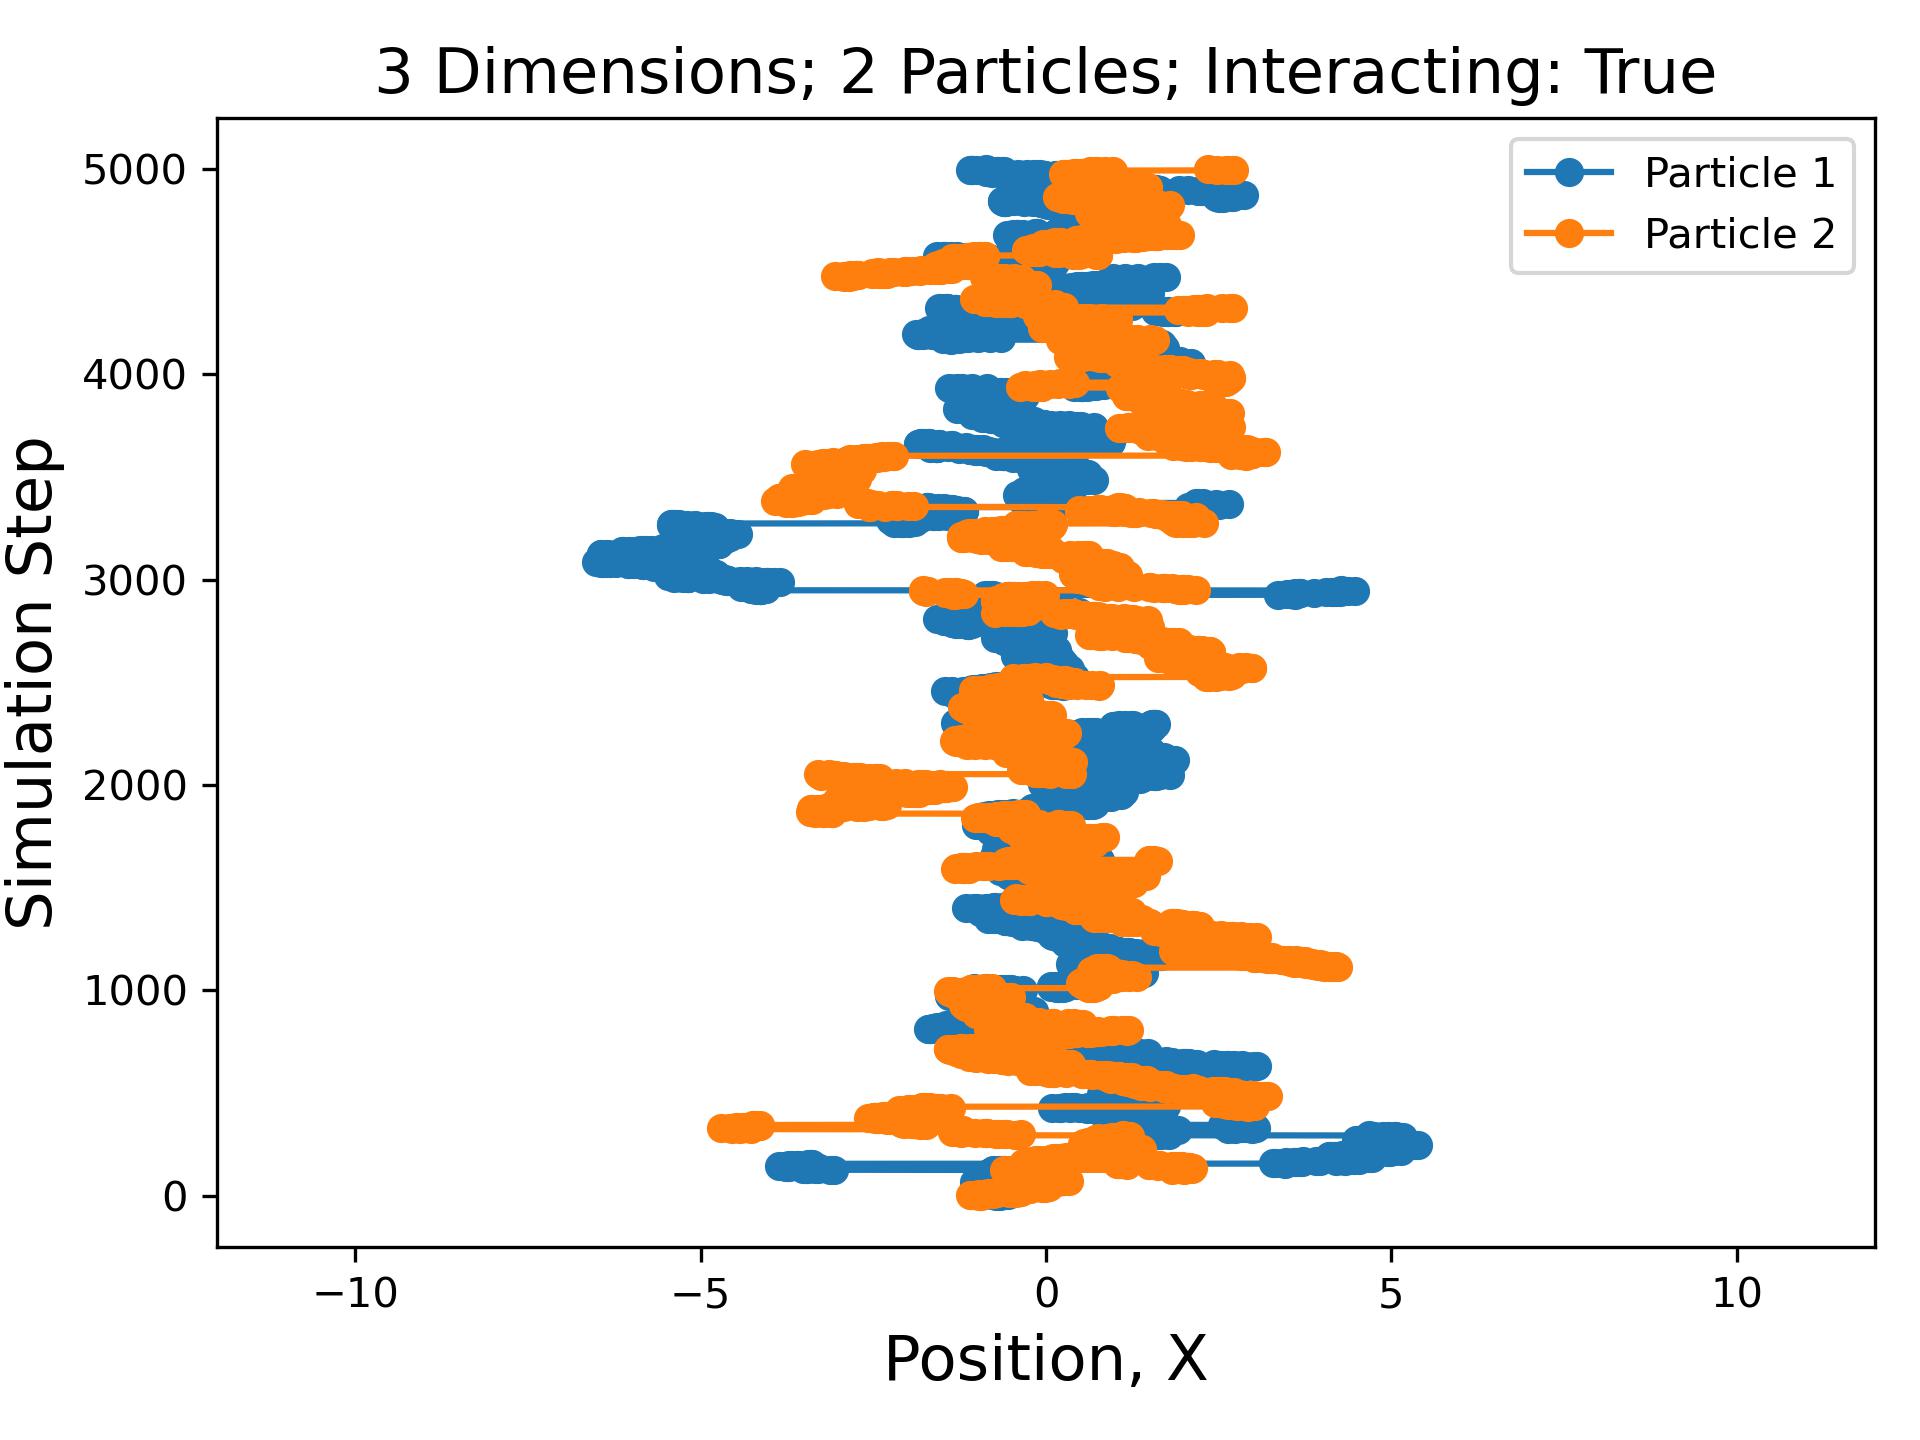 3 Dimensions; 2 Particles; Interacting: True
Particle 1
Particle 2
Simulation Step
5000
4000
3000
2000
1000
0
−10
−5
0
5
10
Position, X